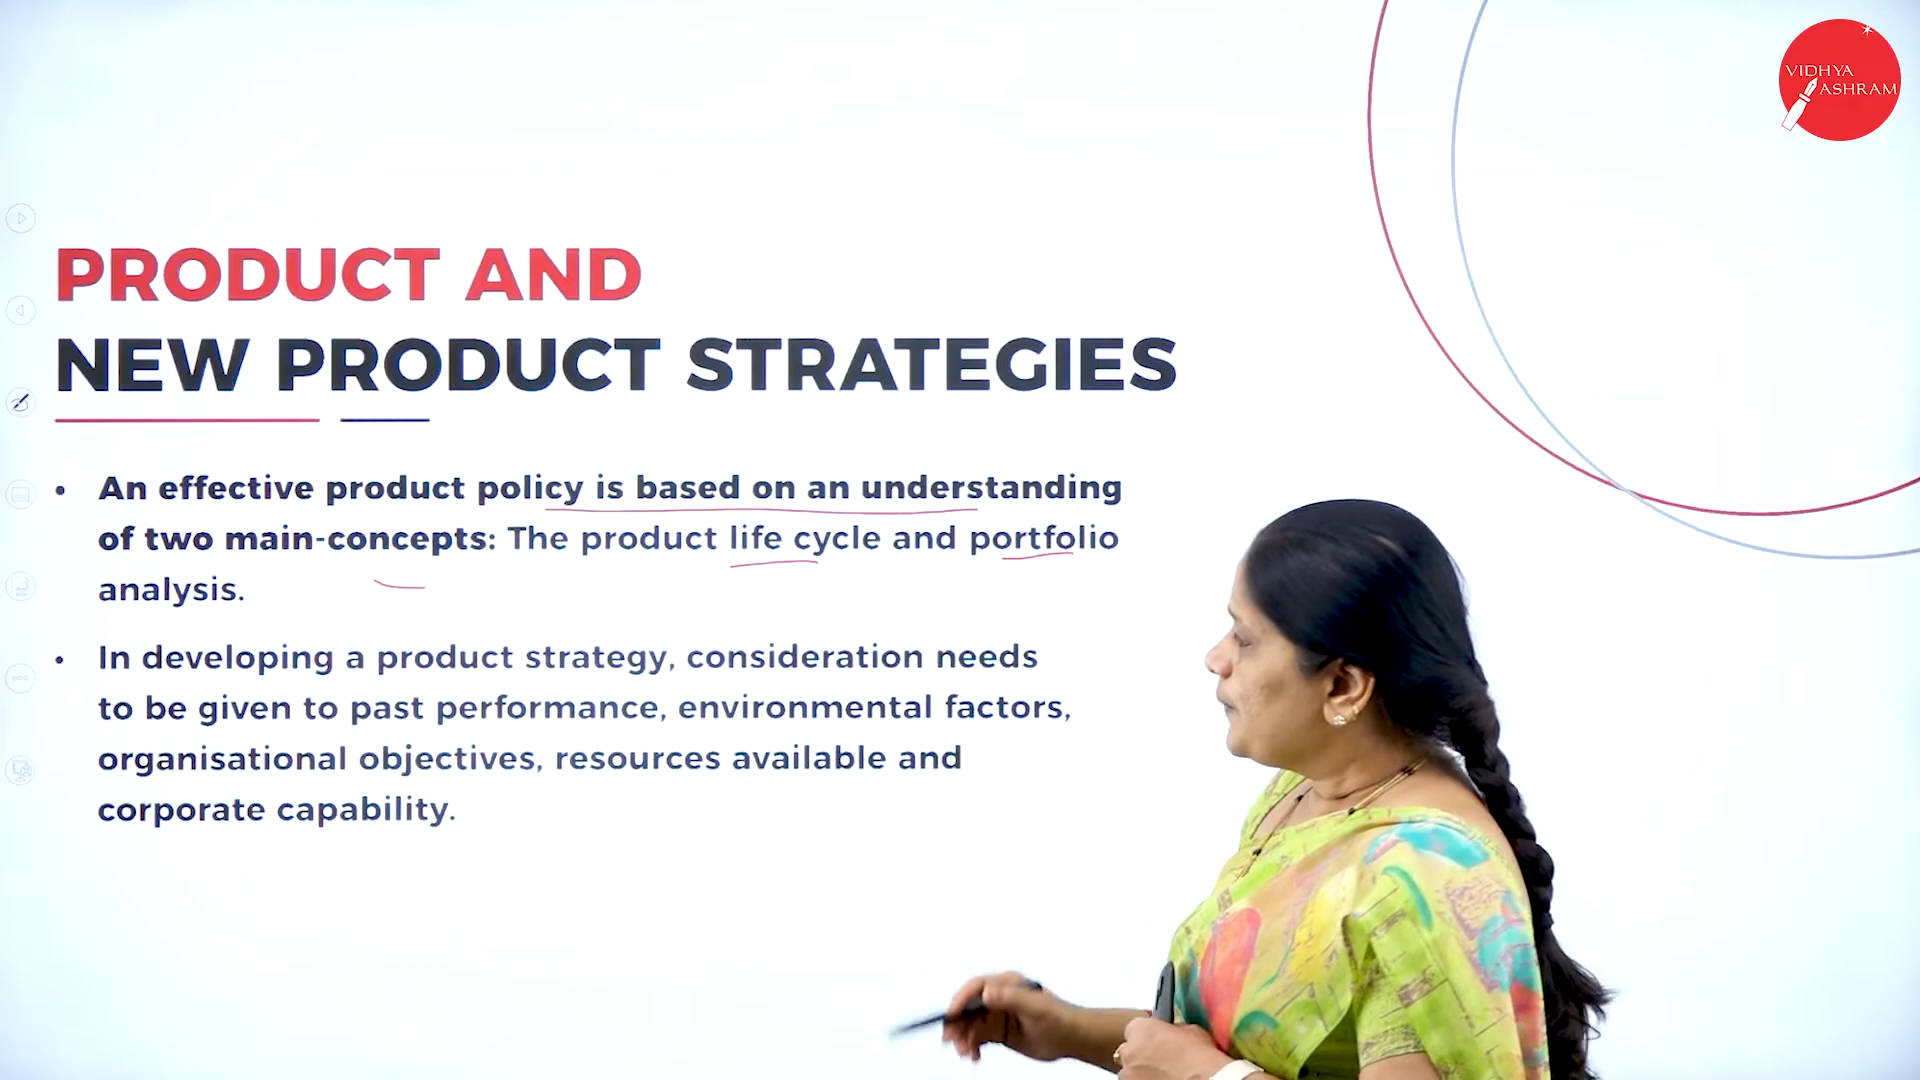 VIDHYA
ASHRAM
PRODUCT AND
NEW PRODUCT STRATEGIES
• An effective product policy is based on an understanding
of two main-concepts: The product life cycle and portfolio
analysis.
• In developing a product strategy, consideration needs
to be given to past performance, environmental factors,
organisational objectives, resources available and
corporate capability.